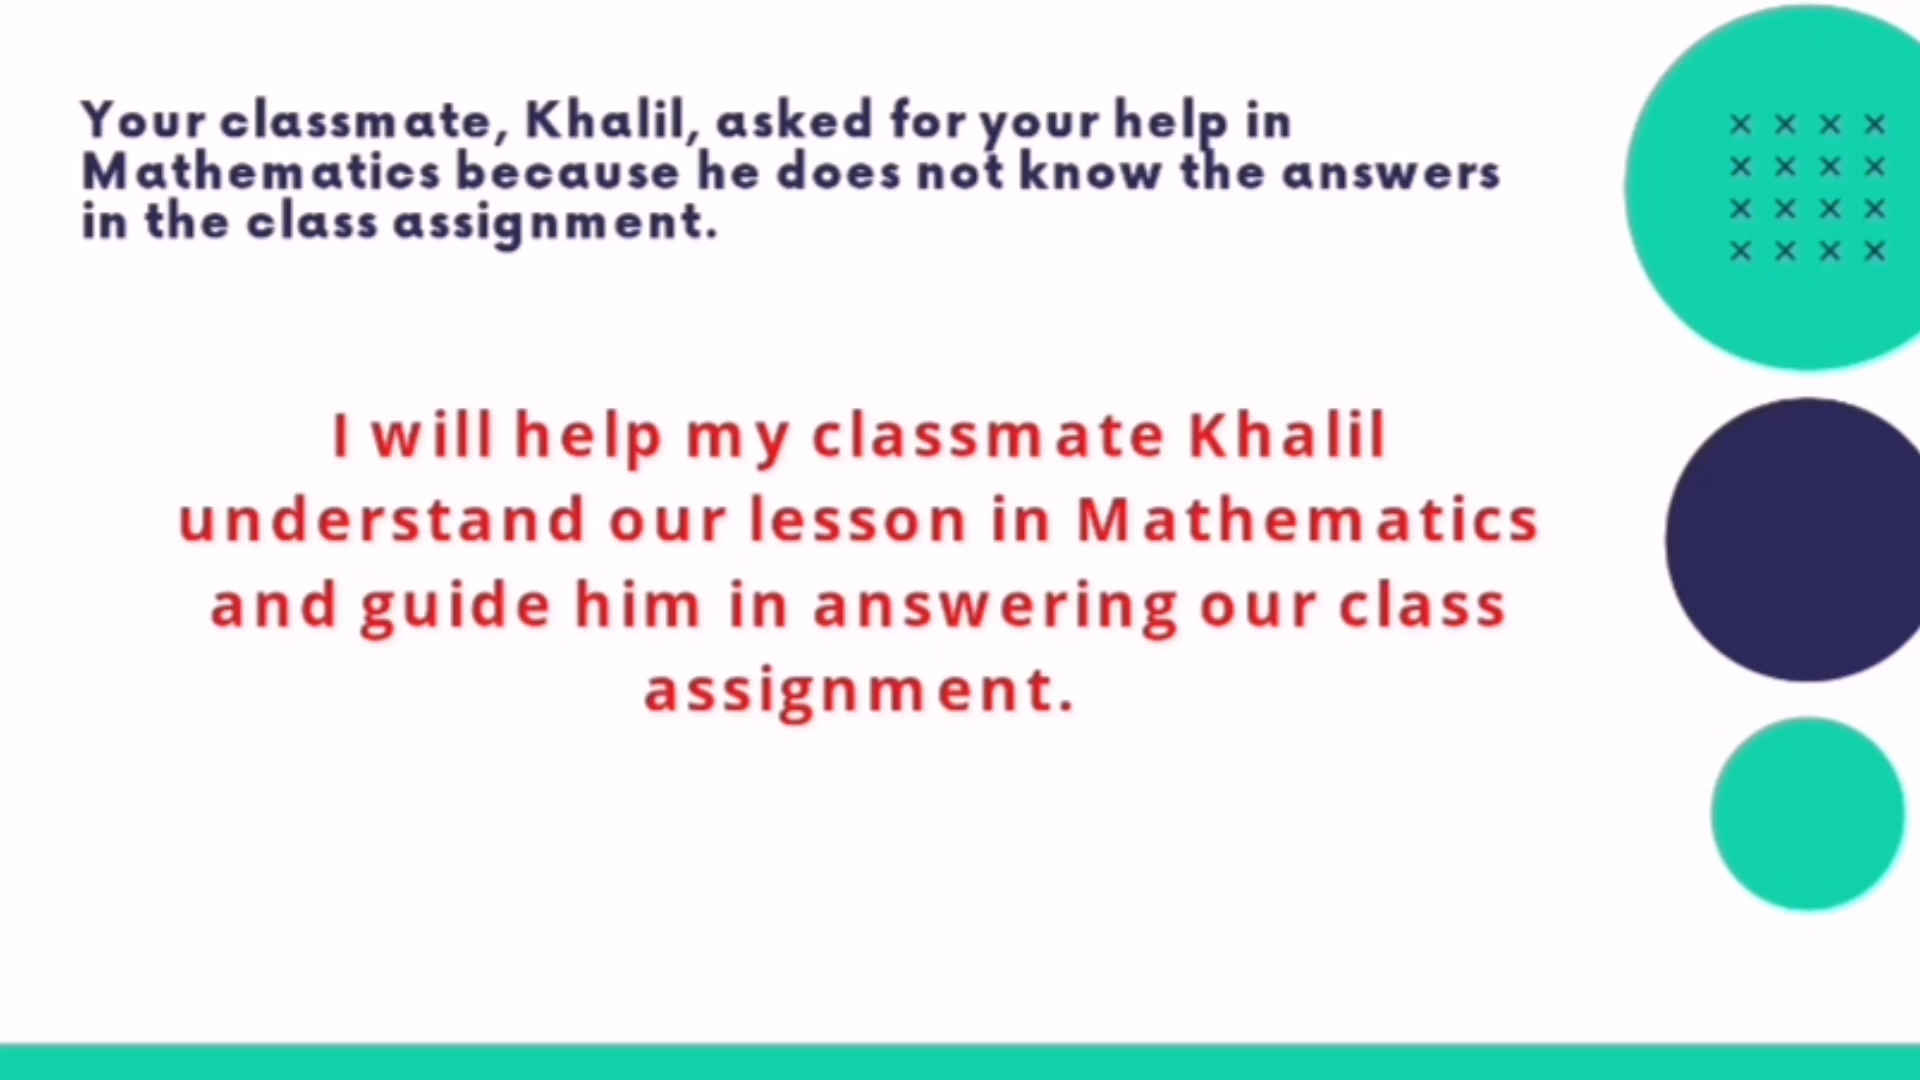 Your classmate, Khalil, asked for your help in
Mathematics because he does not know the answers
in the class assignment.
I will help my classmate Khalil
understand our lesson in Mathematics
and guide him in answering our class
assignment.